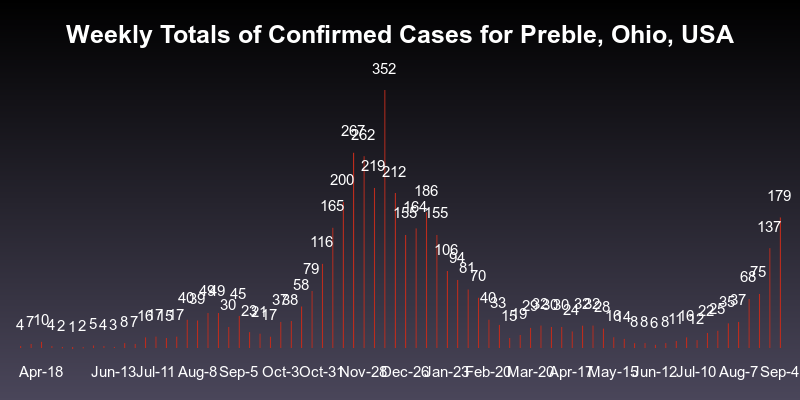 Weekly Totals of Confirmed Cases for Preble, Ohio, USA
352
267 262
219
200 212
165 155 164 186 155
179
116 137
106 94
79 81
58 70 68 75
40 39 49 49 30 45 23 21 17 37 38 40 33
4 7 10 4 2 1 2 5 4 3 8 7 16 17 15 17 15 19 29 32 30 30 24 32 32 28 16 14 8 8 6 8 11 16 12 22 25 35 37
Apr-18 Jun-13 Jul-11 Aug-8 Sep-5 Oct-3 Oct-31 Nov-28 Dec-26 Jan-23 Feb-20 Mar-20 Apr-17 May-15 Jun-12 Jul-10 Aug-7 Sep-4